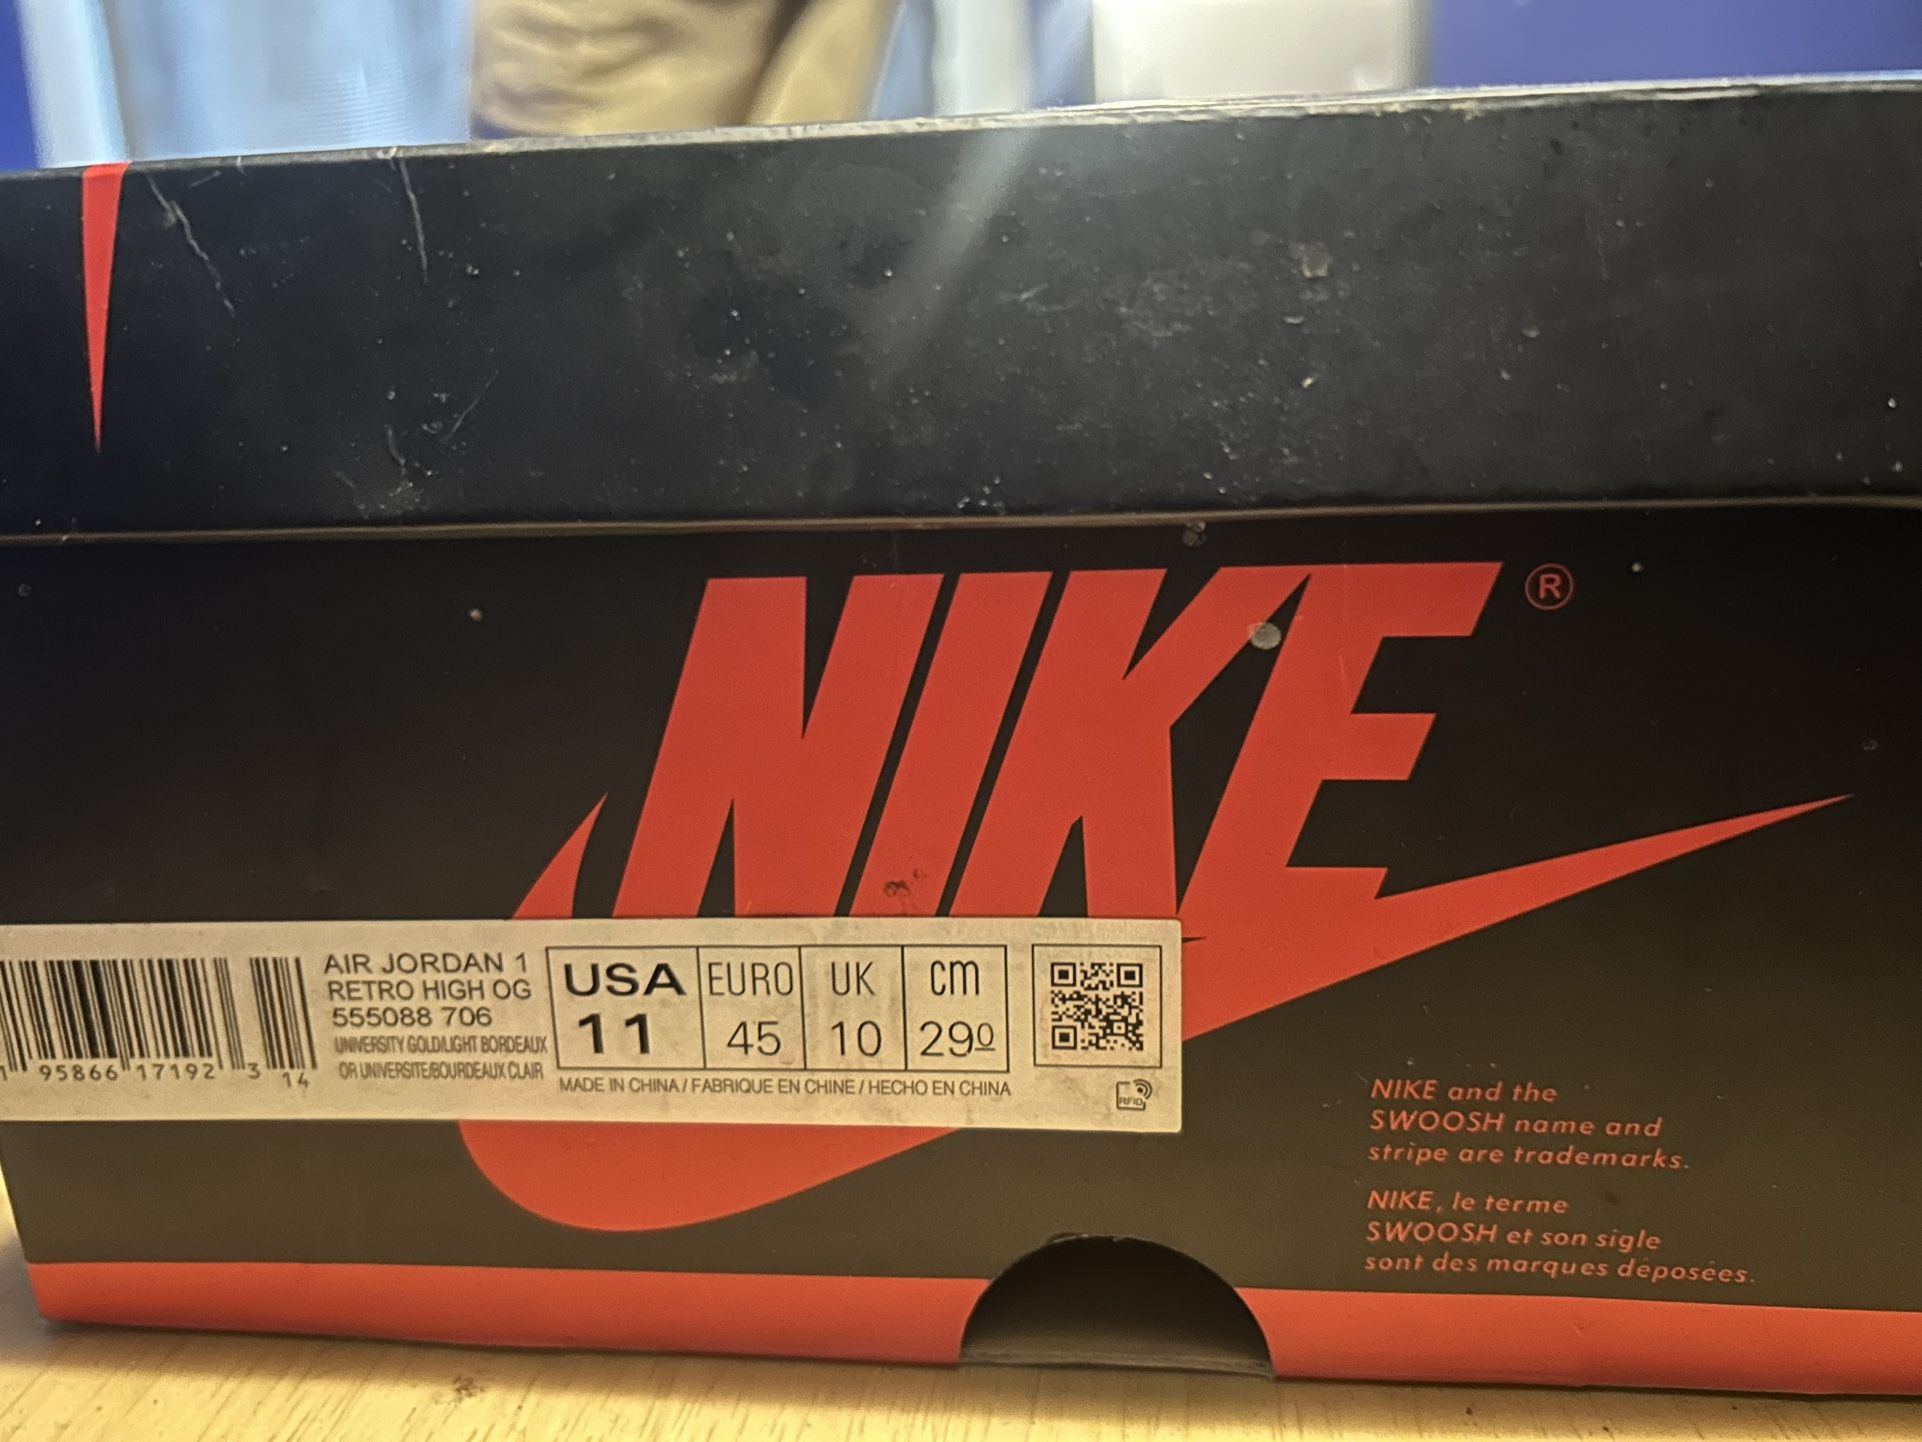 NIKE ®
AIR JORDAN 1
RETRO HIGH OG
555088 706
UNIVERSITY GOLD/LIGHT BORDEAUX
OR UNIVERSITE/BOURDEAUX CLAIR
1 95866 17192 3 14
USA EURO UK cm
11 45 10 290
MADE IN CHINA / FABRIQUE EN CHINE / HECHO EN CHINA
RFID
NIKE and the
SWOOSH name and
stripe are trademarks.
NIKE, le terme
SWOOSH et son sigle
sont des marques déposées.